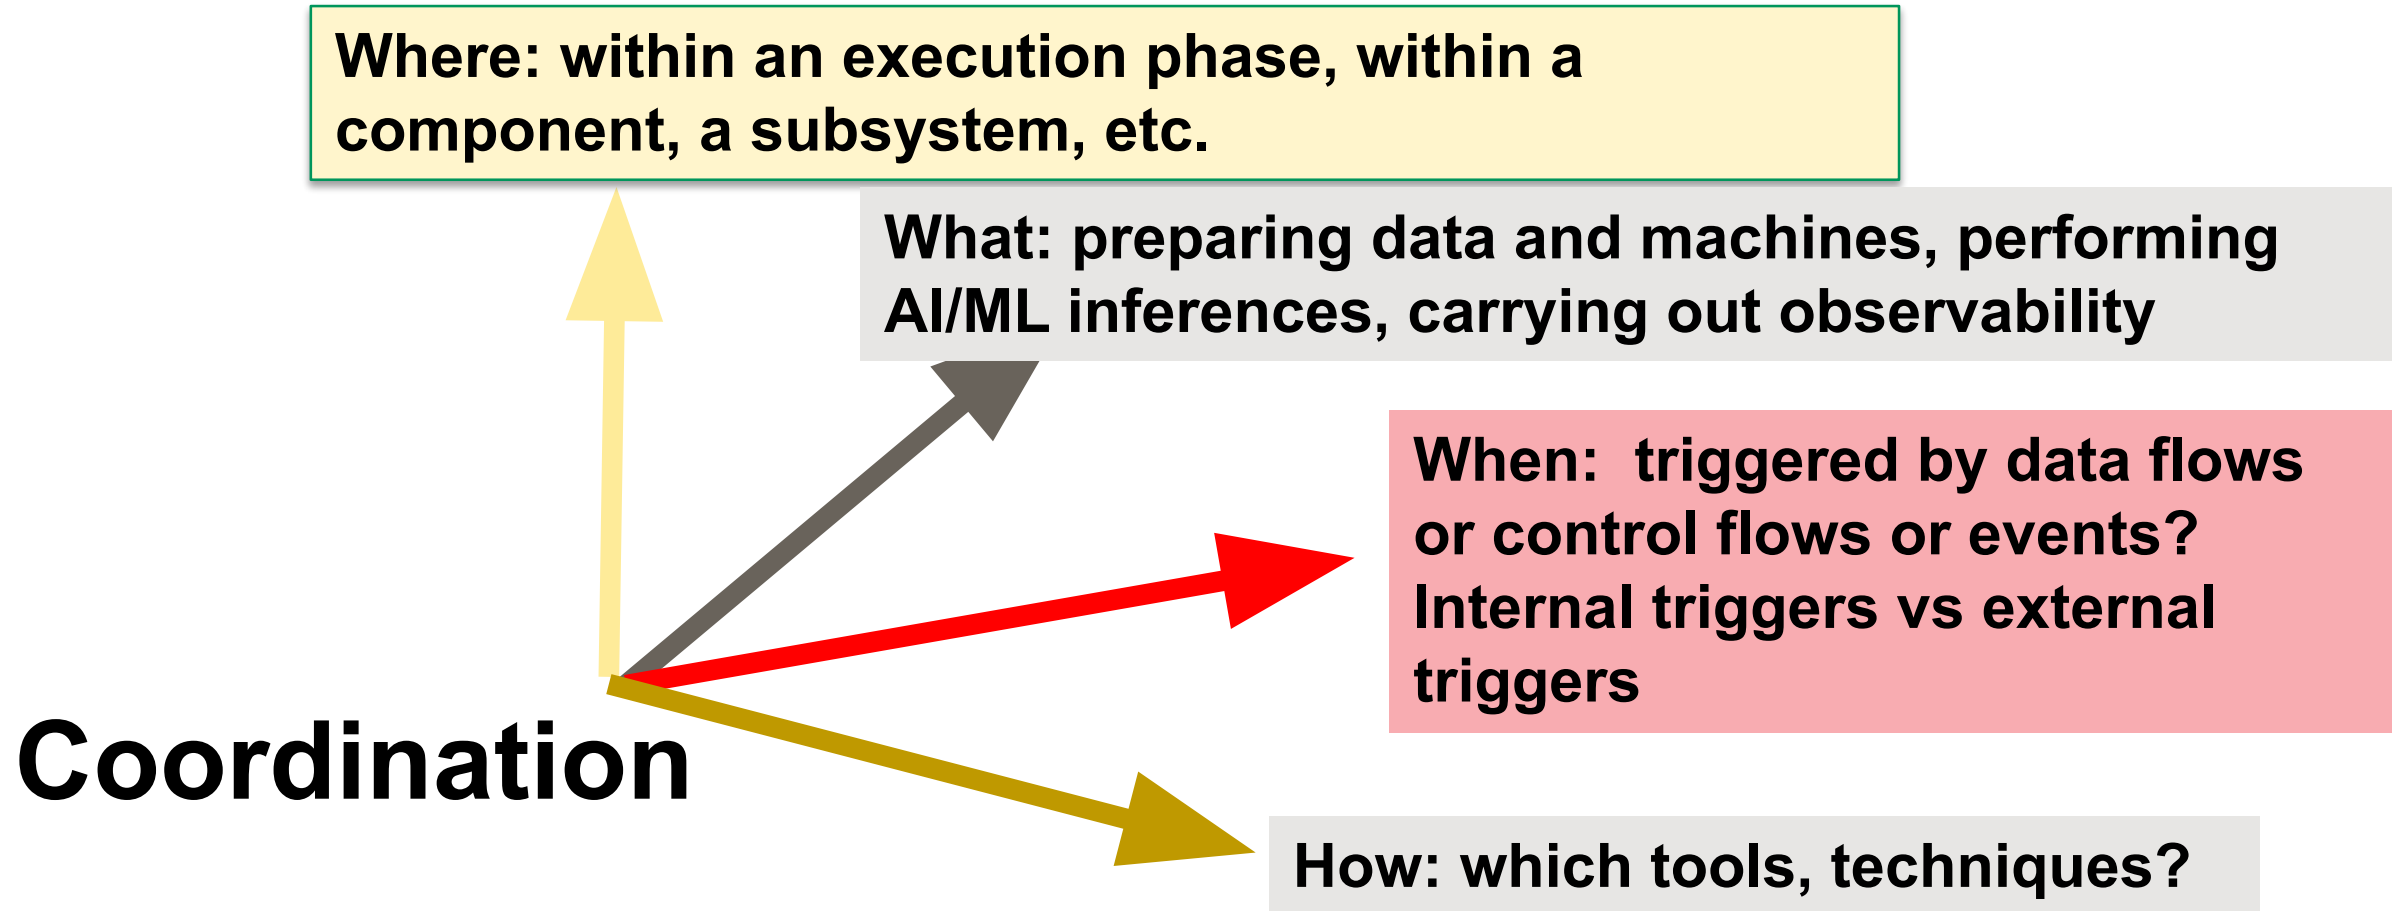 Where: within an execution phase, within a
component, a subsystem, etc.
What: preparing data and machines, performing
AI/ML inferences, carrying out observability
When:  triggered by data flows
or control flows or events?
Internal triggers vs external
triggers
Coordination
How: which tools, techniques?